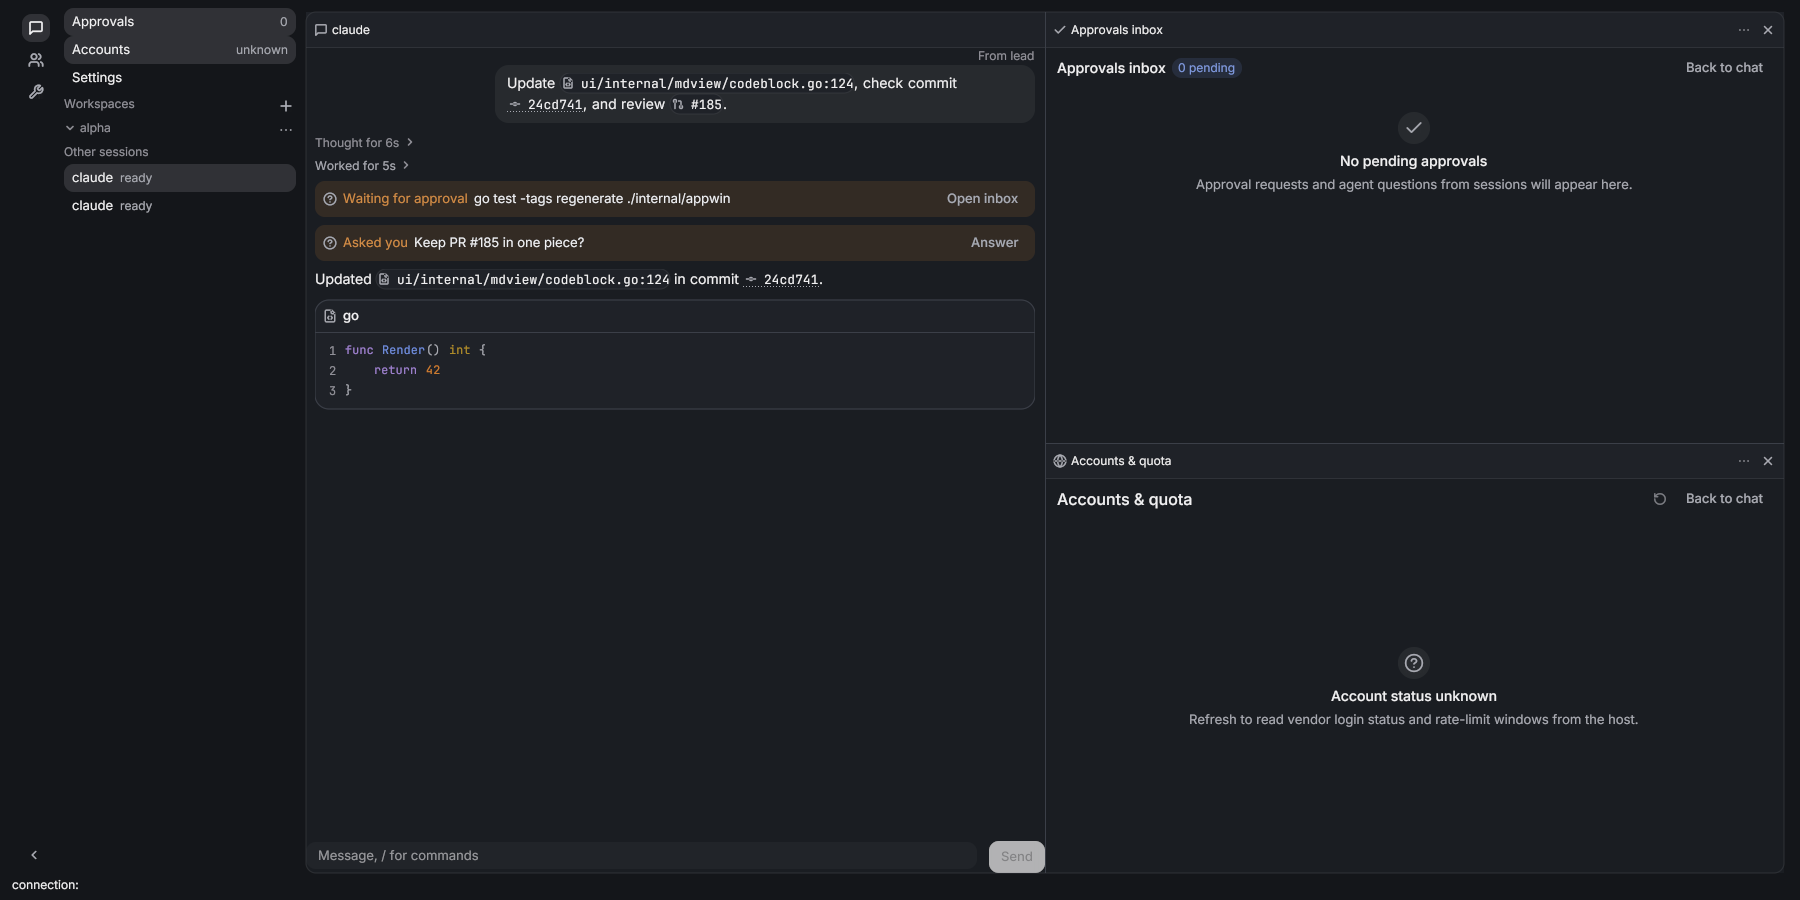 Approvals 0
Accounts unknown
Settings
Workspaces
alpha
Other sessions
claude ready
claude ready
connection:
claude
From lead
Update ui/internal/mdview/codeblock.go:124, check commit
24cd741, and review #185.
Thought for 6s
Worked for 5s
Waiting for approval go test -tags regenerate ./internal/appwin Open inbox
Asked you Keep PR #185 in one piece? Answer
Updated ui/internal/mdview/codeblock.go:124 in commit 24cd741.
go
1 func Render() int {
2     return 42
3 }
Message, / for commands
Send
Approvals inbox
Approvals inbox 0 pending Back to chat
No pending approvals
Approval requests and agent questions from sessions will appear here.
Accounts & quota
Accounts & quota Back to chat
Account status unknown
Refresh to read vendor login status and rate-limit windows from the host.